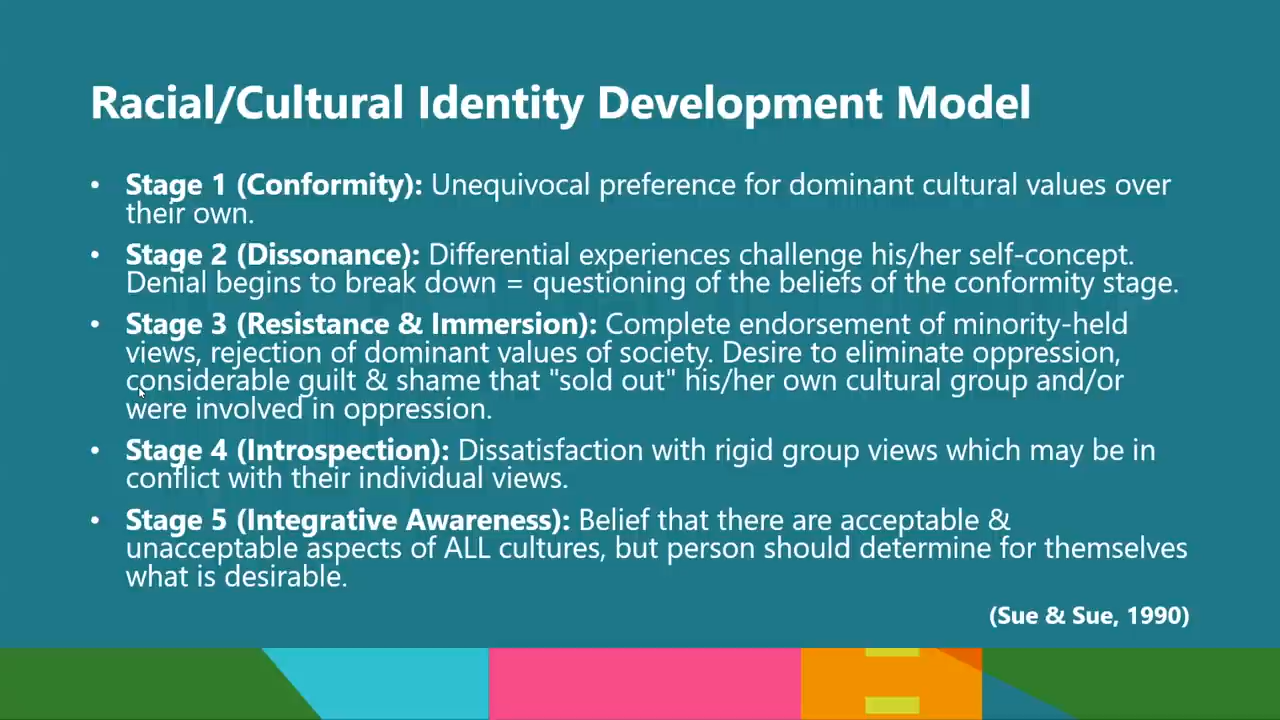 Racial/Cultural Identity Development Model
• Stage 1 (Conformity): Unequivocal preference for dominant cultural values over
their own.
• Stage 2 (Dissonance): Differential experiences challenge his/her self-concept.
Denial begins to break down = questioning of the beliefs of the conformity stage.
• Stage 3 (Resistance & Immersion): Complete endorsement of minority-held
views, rejection of dominant values of society. Desire to eliminate oppression,
considerable guilt & shame that "sold out" his/her own cultural group and/or
were involved in oppression.
• Stage 4 (Introspection): Dissatisfaction with rigid group views which may be in
conflict with their individual views.
• Stage 5 (Integrative Awareness): Belief that there are acceptable &
unacceptable aspects of ALL cultures, but person should determine for themselves
what is desirable.
(Sue & Sue, 1990)